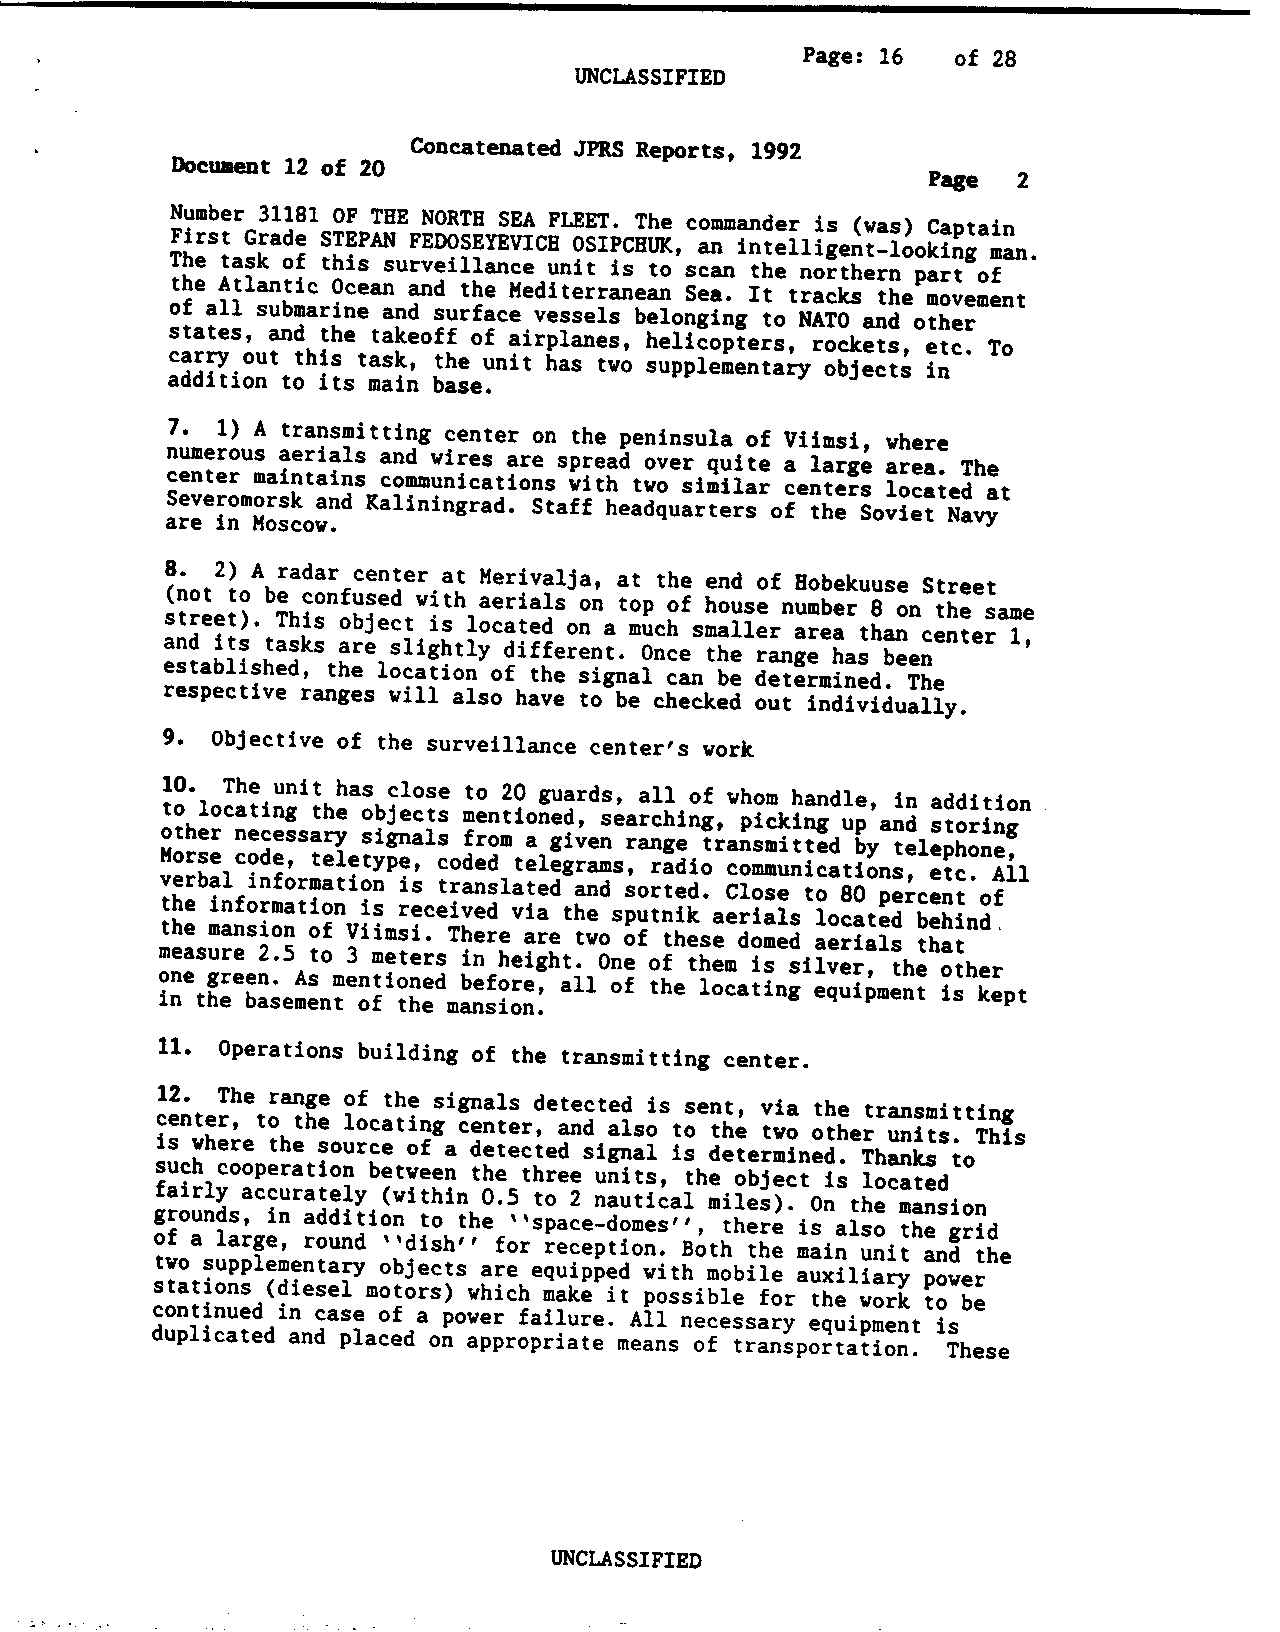 Page: 16 of 28
UNCLASSIFIED
Concatenated JPRS Reports, 1992
Document 12 of 20
Page 2
Number 31181 OF THE NORTH SEA FLEET. The commander is (was) Captain
First Grade STEPAN FEDOSEYEVICH OSIPCHUK, an intelligent-looking man.
The task of this surveillance unit is to scan the northern part of
the Atlantic Ocean and the Mediterranean Sea. It tracks the movement
of all submarine and surface vessels belonging to NATO and other
states, and the takeoff of airplanes, helicopters, rockets, etc. To
carry out this task, the unit has two supplementary objects in
addition to its main base.
7. 1) A transmitting center on the peninsula of Viimsi, where
numerous aerials and wires are spread over quite a large area. The
center maintains communications with two similar centers located at
Severomorsk and Kaliningrad. Staff headquarters of the Soviet Navy
are in Moscow.
8. 2) A radar center at Merivalja, at the end of Hobekuuse Street
(not to be confused with aerials on top of house number 8 on the same
street). This object is located on a much smaller area than center 1,
and its tasks are slightly different. Once the range has been
established, the location of the signal can be determined. The
respective ranges will also have to be checked out individually.
9. Objective of the surveillance center's work
10. The unit has close to 20 guards, all of whom handle, in addition
to locating the objects mentioned, searching, picking up and storing
other necessary signals from a given range transmitted by telephone,
Morse code, teletype, coded telegrams, radio communications, etc. All
verbal information is translated and sorted. Close to 80 percent of
the information is received via the sputnik aerials located behind
the mansion of Viimsi. There are two of these domed aerials that
measure 2.5 to 3 meters in height. One of them is silver, the other
one green. As mentioned before, all of the locating equipment is kept
in the basement of the mansion.
11. Operations building of the transmitting center.
12. The range of the signals detected is sent, via the transmitting
center, to the locating center, and also to the two other units. This
is where the source of a detected signal is determined. Thanks to
such cooperation between the three units, the object is located
fairly accurately (within 0.5 to 2 nautical miles). On the mansion
grounds, in addition to the ``space-domes'', there is also the grid
of a large, round ``dish'' for reception. Both the main unit and the
two supplementary objects are equipped with mobile auxiliary power
stations (diesel motors) which make it possible for the work to be
continued in case of a power failure. All necessary equipment is
duplicated and placed on appropriate means of transportation. These
UNCLASSIFIED